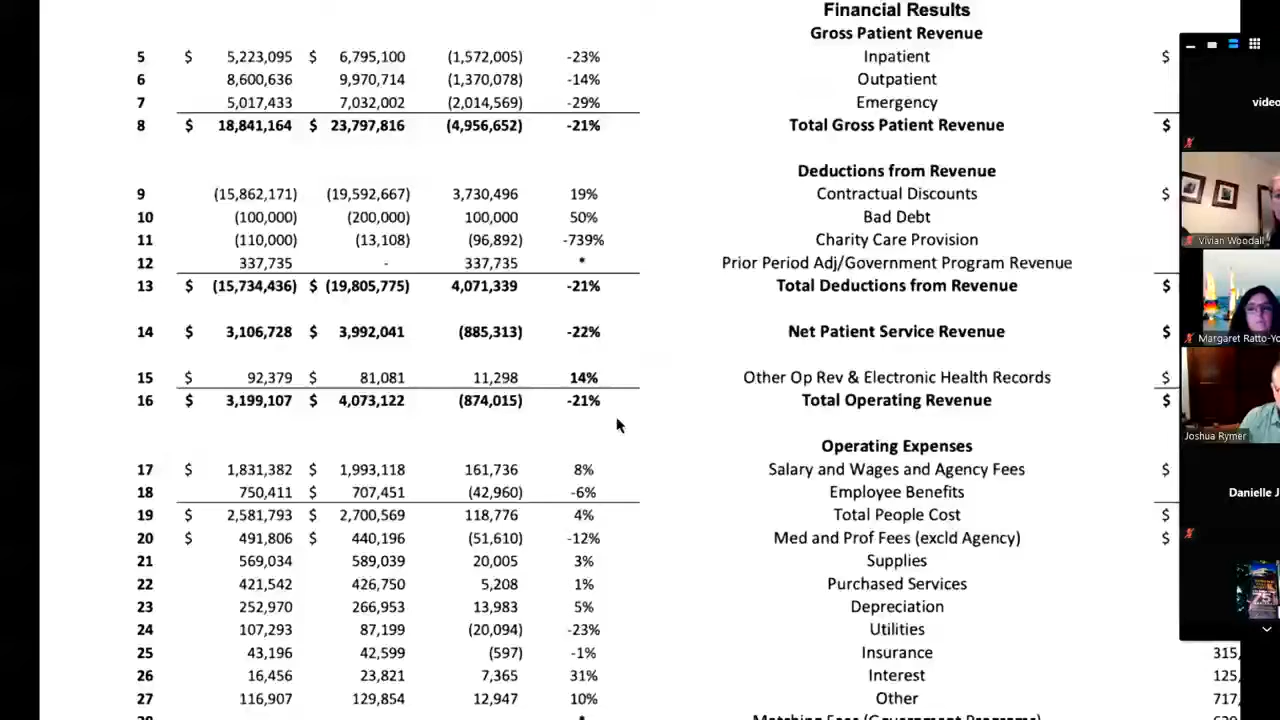 Financial Results
Gross Patient Revenue
5 $ 5,223,095 $ 6,795,100 (1,572,005) -23% Inpatient $
6 8,600,636 9,970,714 (1,370,078) -14% Outpatient
7 5,017,433 7,032,002 (2,014,569) -29% Emergency
8 $ 18,841,164 $ 23,797,816 (4,956,652) -21% Total Gross Patient Revenue $
Deductions from Revenue
9 (15,862,171) (19,592,667) 3,730,496 19% Contractual Discounts $
10 (100,000) (200,000) 100,000 50% Bad Debt
11 (110,000) (13,108) (96,892) -739% Charity Care Provision
12 337,735 - 337,735 * Prior Period Adj/Government Program Revenue
13 $ (15,734,436) $ (19,805,775) 4,071,339 -21% Total Deductions from Revenue $
14 $ 3,106,728 $ 3,992,041 (885,313) -22% Net Patient Service Revenue $
15 $ 92,379 $ 81,081 11,298 14% Other Op Rev & Electronic Health Records $
16 $ 3,199,107 $ 4,073,122 (874,015) -21% Total Operating Revenue $
Operating Expenses
17 $ 1,831,382 $ 1,993,118 161,736 8% Salary and Wages and Agency Fees $
18 750,411 $ 707,451 (42,960) -6% Employee Benefits
19 $ 2,581,793 $ 2,700,569 118,776 4% Total People Cost $
20 $ 491,806 $ 440,196 (51,610) -12% Med and Prof Fees (excld Agency) $
21 569,034 589,039 20,005 3% Supplies
22 421,542 426,750 5,208 1% Purchased Services
23 252,970 266,953 13,983 5% Depreciation
24 107,293 87,199 (20,094) -23% Utilities
25 43,196 42,599 (597) -1% Insurance 315,
26 16,456 23,821 7,365 31% Interest 125,
27 116,907 129,854 12,947 10% Other 717,
video
Vivian Woodall
Margaret Ratto-Yo
Joshua Rymer
Danielle J
75